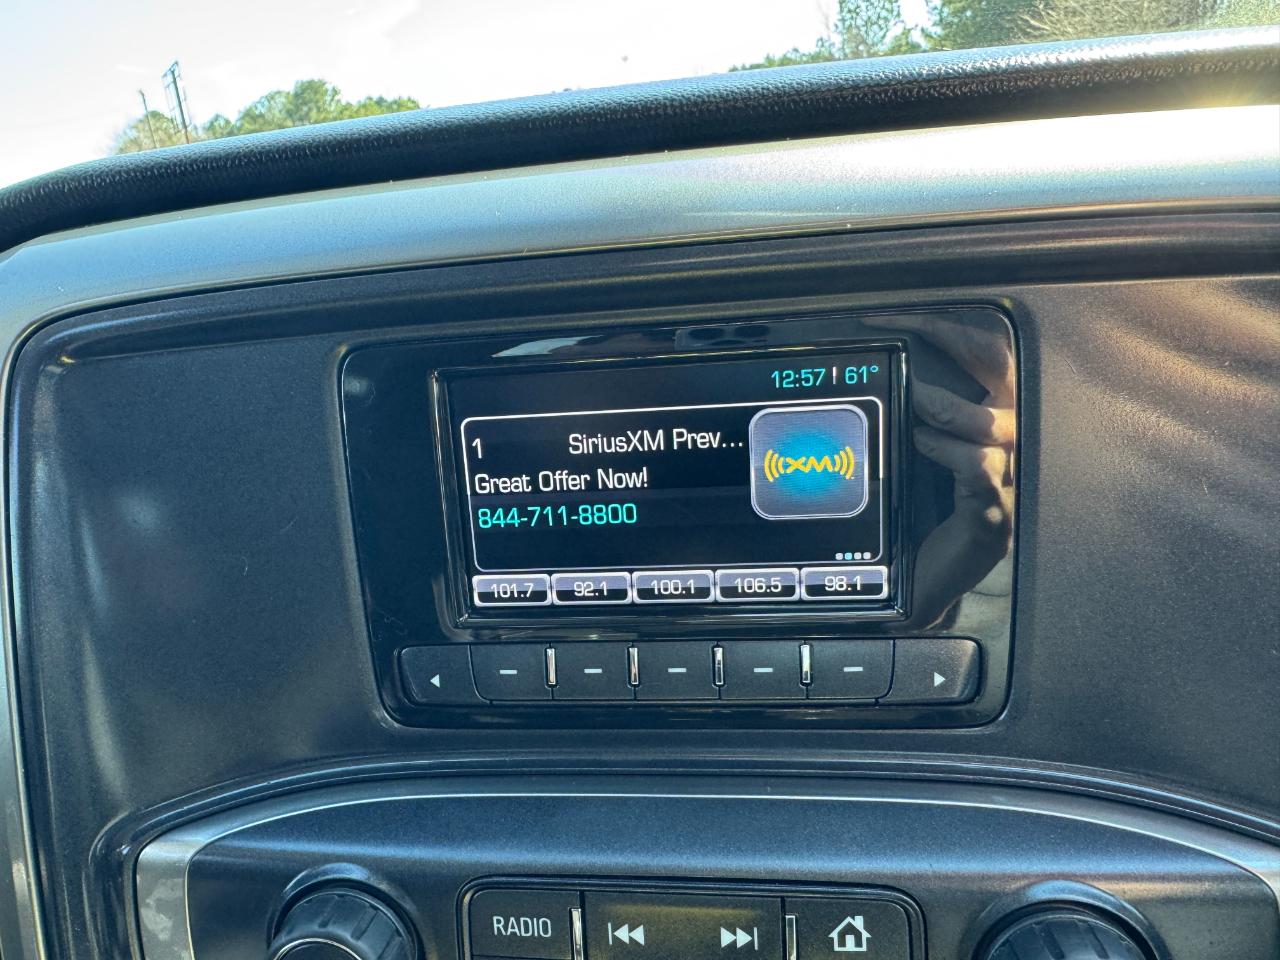 12:57 | 61°
1 SiriusXM Prev...
Great Offer Now!
844-711-8800
((XM))
101.7 92.1 100.1 106.5 98.1
RADIO